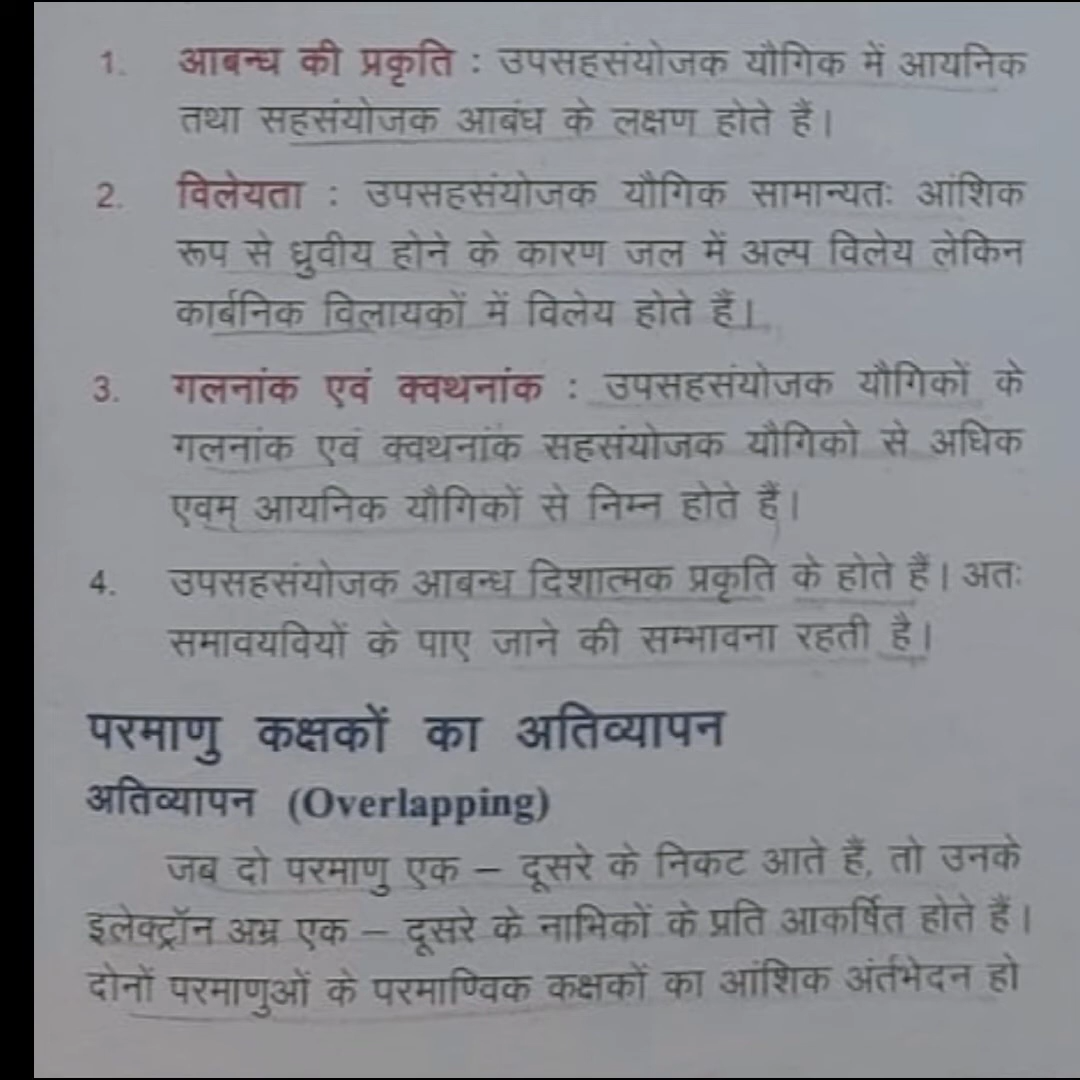 1. आबन्ध की प्रकृति : उपसहसंयोजक यौगिक में आयनिक
तथा सहसंयोजक आबंध के लक्षण होते हैं।
2. विलेयता : उपसहसंयोजक यौगिक सामान्यतः आंशिक
रूप से ध्रुवीय होने के कारण जल में अल्प विलेय लेकिन
कार्बनिक विलायकों में विलेय होते हैं।
3. गलनांक एवं क्वथनांक : उपसहसंयोजक यौगिकों के
गलनांक एवं क्वथनांक सहसंयोजक यौगिको से अधिक
एवम् आयनिक यौगिकों से निम्न होते हैं।
4. उपसहसंयोजक आबन्ध दिशात्मक प्रकृति के होते हैं। अतः
समावयवियों के पाए जाने की सम्भावना रहती है।
परमाणु कक्षकों का अतिव्यापन
अतिव्यापन (Overlapping)
जब दो परमाणु एक – दूसरे के निकट आते हैं, तो उनके
इलेक्ट्रॉन अभ्र एक – दूसरे के नाभिकों के प्रति आकर्षित होते हैं।
दोनों परमाणुओं के परमाण्विक कक्षकों का आंशिक अंर्तभेदन हो